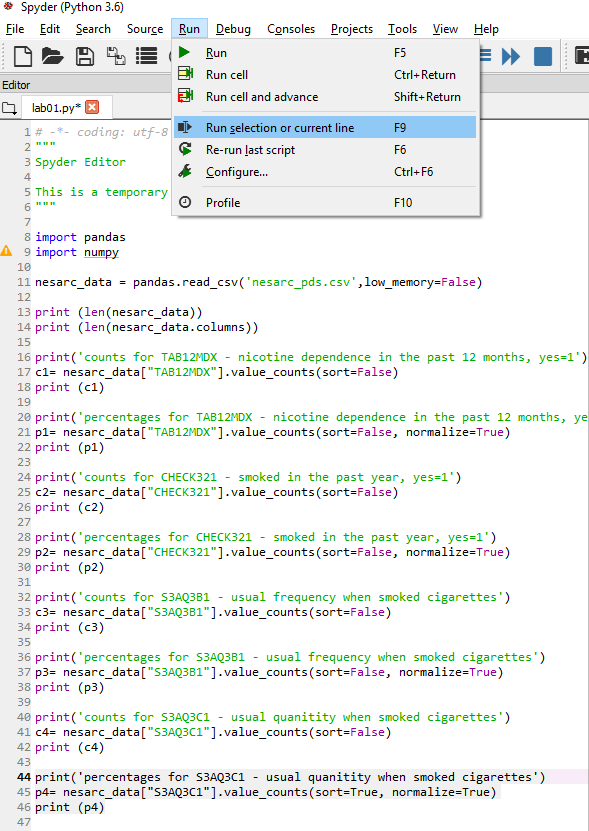 Spyder (Python 3.6)
File Edit Search Source Run Debug Consoles Projects Tools View Help
Run F5
Run cell Ctrl+Return
Run cell and advance Shift+Return
Run selection or current line F9
Re-run last script F6
Configure... Ctrl+F6
Profile F10
Editor
lab01.py*
1 # -*- coding: utf-8
2 """
3 Spyder Editor
4
5 This is a temporary
6 """
7
8 import pandas
9 import numpy
10
11 nesarc_data = pandas.read_csv('nesarc_pds.csv',low_memory=False)
12
13 print (len(nesarc_data))
14 print (len(nesarc_data.columns))
15
16 print('counts for TAB12MDX - nicotine dependence in the past 12 months, yes=1')
17 c1= nesarc_data["TAB12MDX"].value_counts(sort=False)
18 print (c1)
19
20 print('percentages for TAB12MDX - nicotine dependence in the past 12 months, ye
21 p1= nesarc_data["TAB12MDX"].value_counts(sort=False, normalize=True)
22 print (p1)
23
24 print('counts for CHECK321 - smoked in the past year, yes=1')
25 c2= nesarc_data["CHECK321"].value_counts(sort=False)
26 print (c2)
27
28 print('percentages for CHECK321 - smoked in the past year, yes=1')
29 p2= nesarc_data["CHECK321"].value_counts(sort=False, normalize=True)
30 print (p2)
31
32 print('counts for S3AQ3B1 - usual frequency when smoked cigarettes')
33 c3= nesarc_data["S3AQ3B1"].value_counts(sort=False)
34 print (c3)
35
36 print('percentages for S3AQ3B1 - usual frequency when smoked cigarettes')
37 p3= nesarc_data["S3AQ3B1"].value_counts(sort=False, normalize=True)
38 print (p3)
39
40 print('counts for S3AQ3C1 - usual quanitity when smoked cigarettes')
41 c4= nesarc_data["S3AQ3C1"].value_counts(sort=False)
42 print (c4)
43
44 print('percentages for S3AQ3C1 - usual quanitity when smoked cigarettes')
45 p4= nesarc_data["S3AQ3C1"].value_counts(sort=True, normalize=True)
46 print (p4)
47